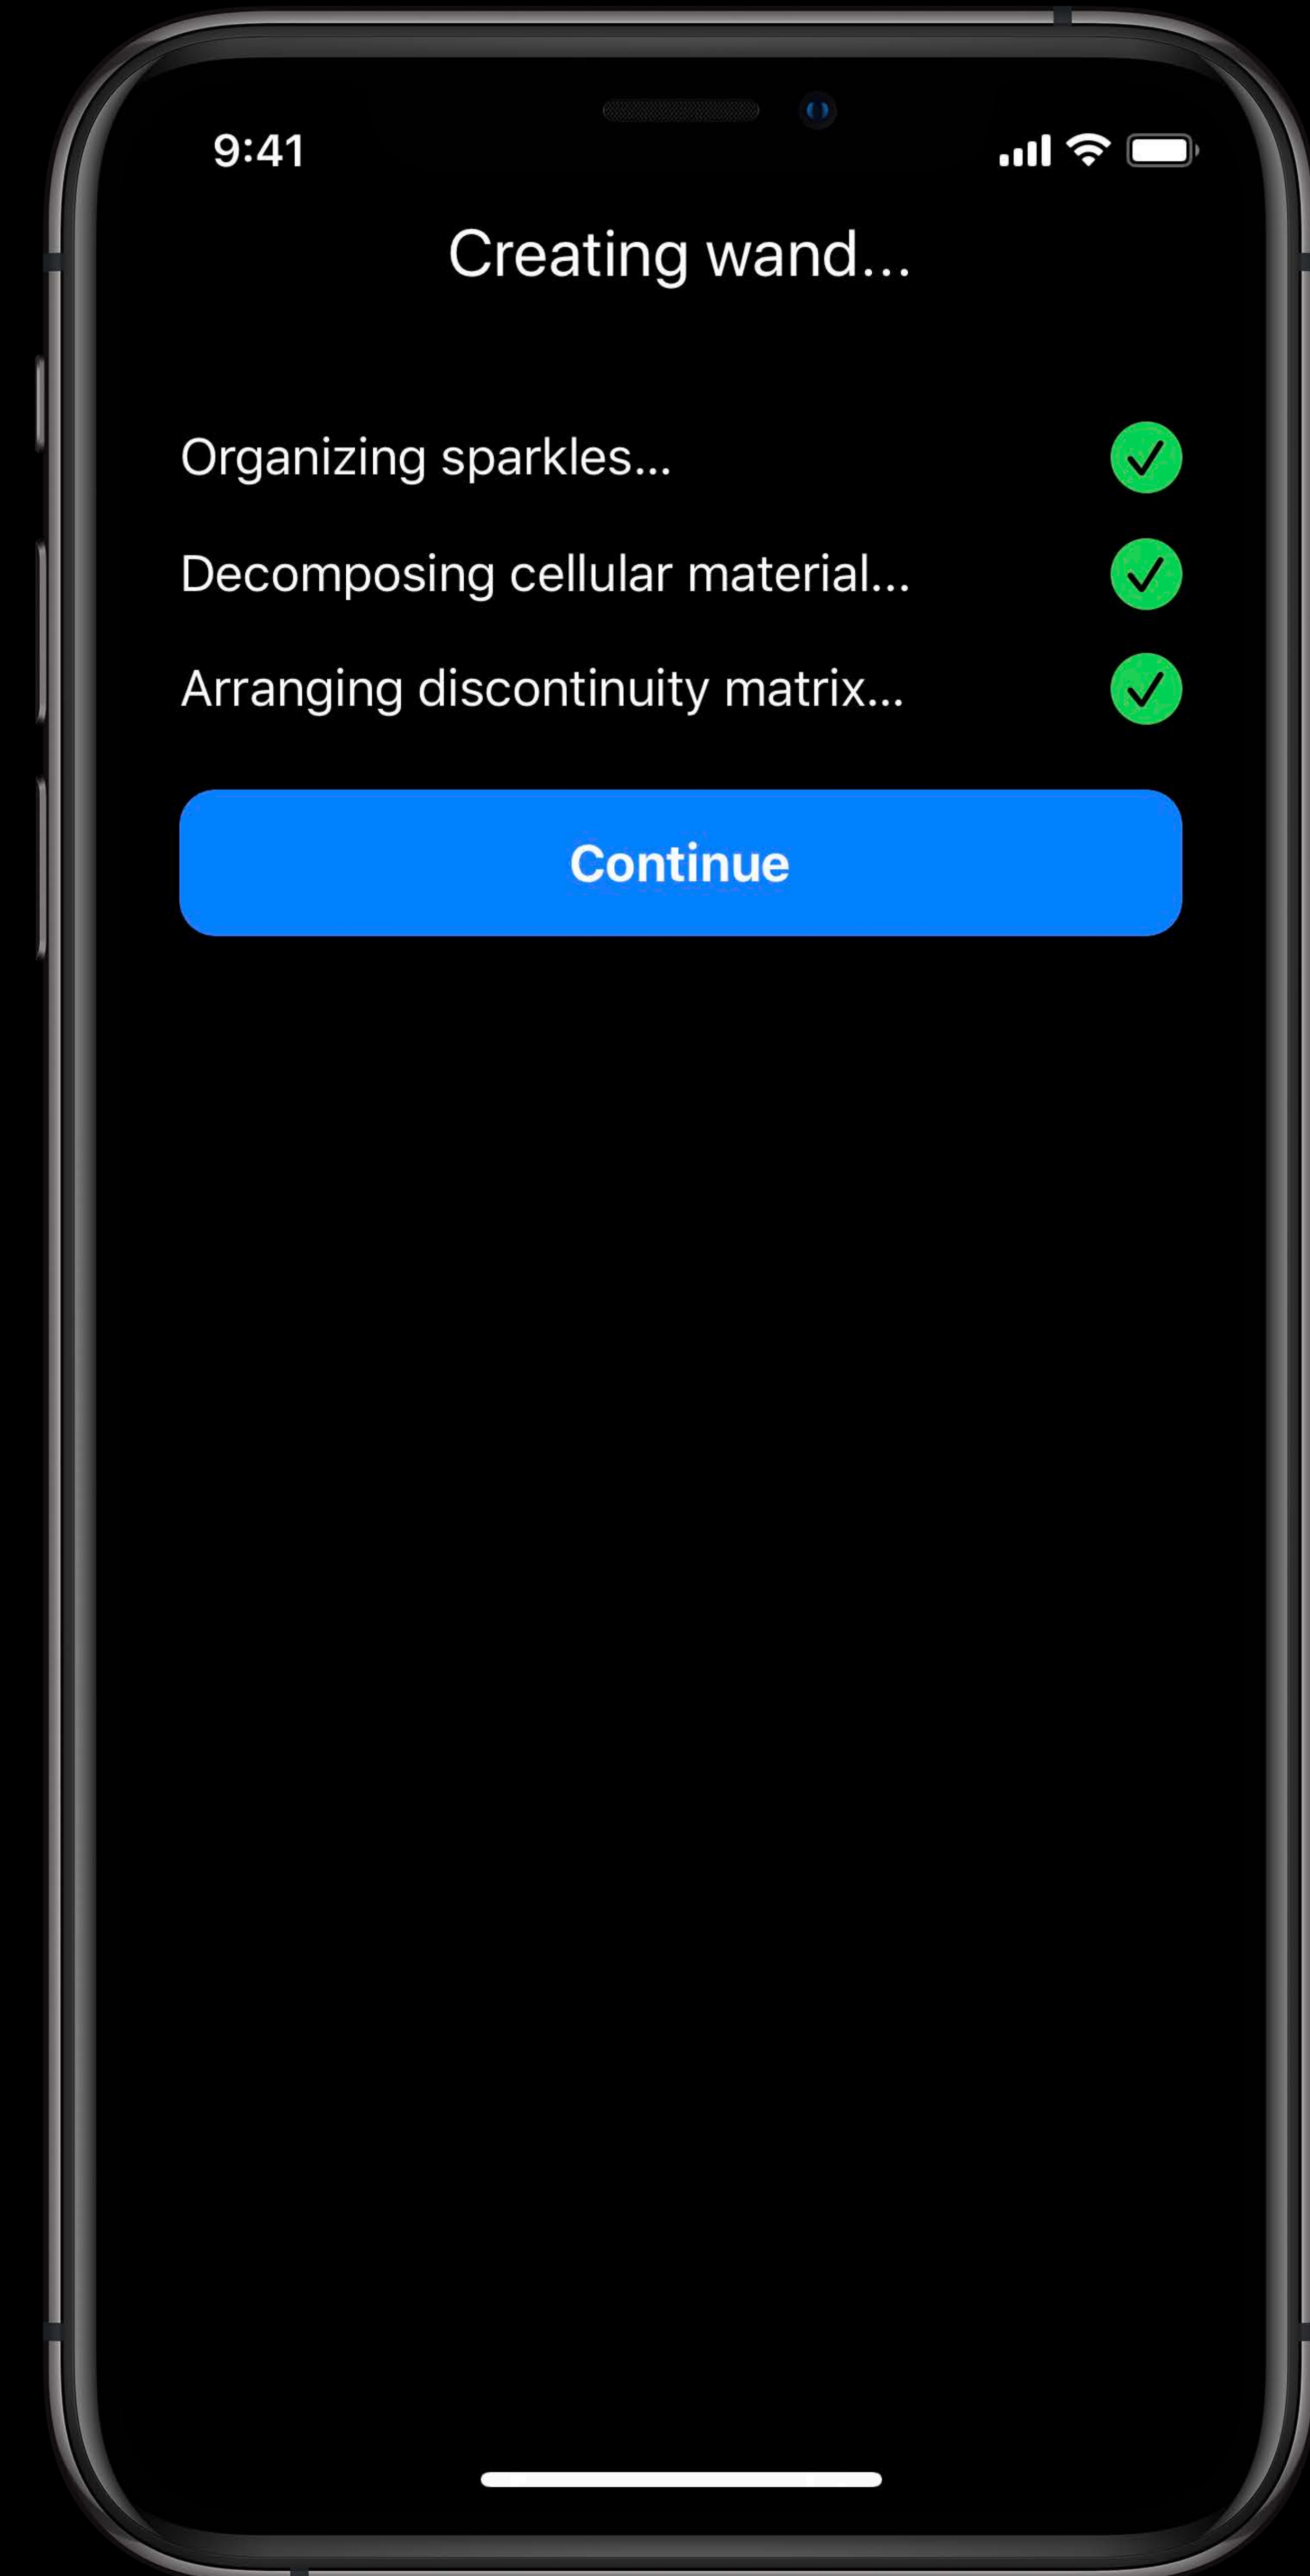 9:41
Creating wand...
Organizing sparkles...
Decomposing cellular material...
Arranging discontinuity matrix...
Continue